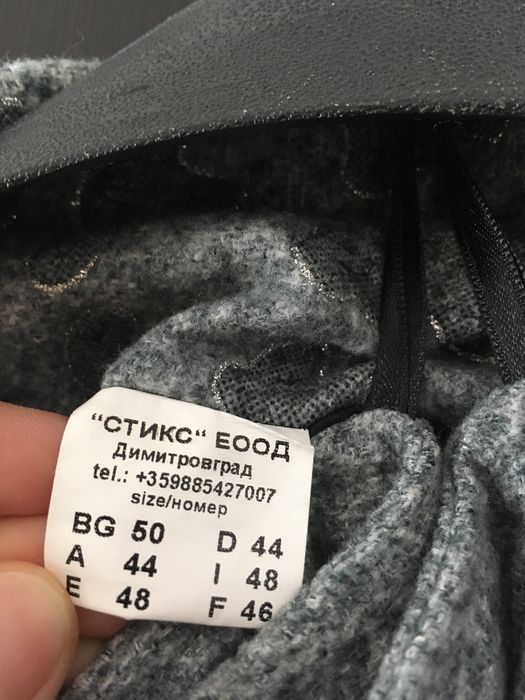 "СТИКС" ЕООД
Димитровград
tel.: +359885427007
size/номер
BG 50 D 44
A 44 I 48
E 48 F 46